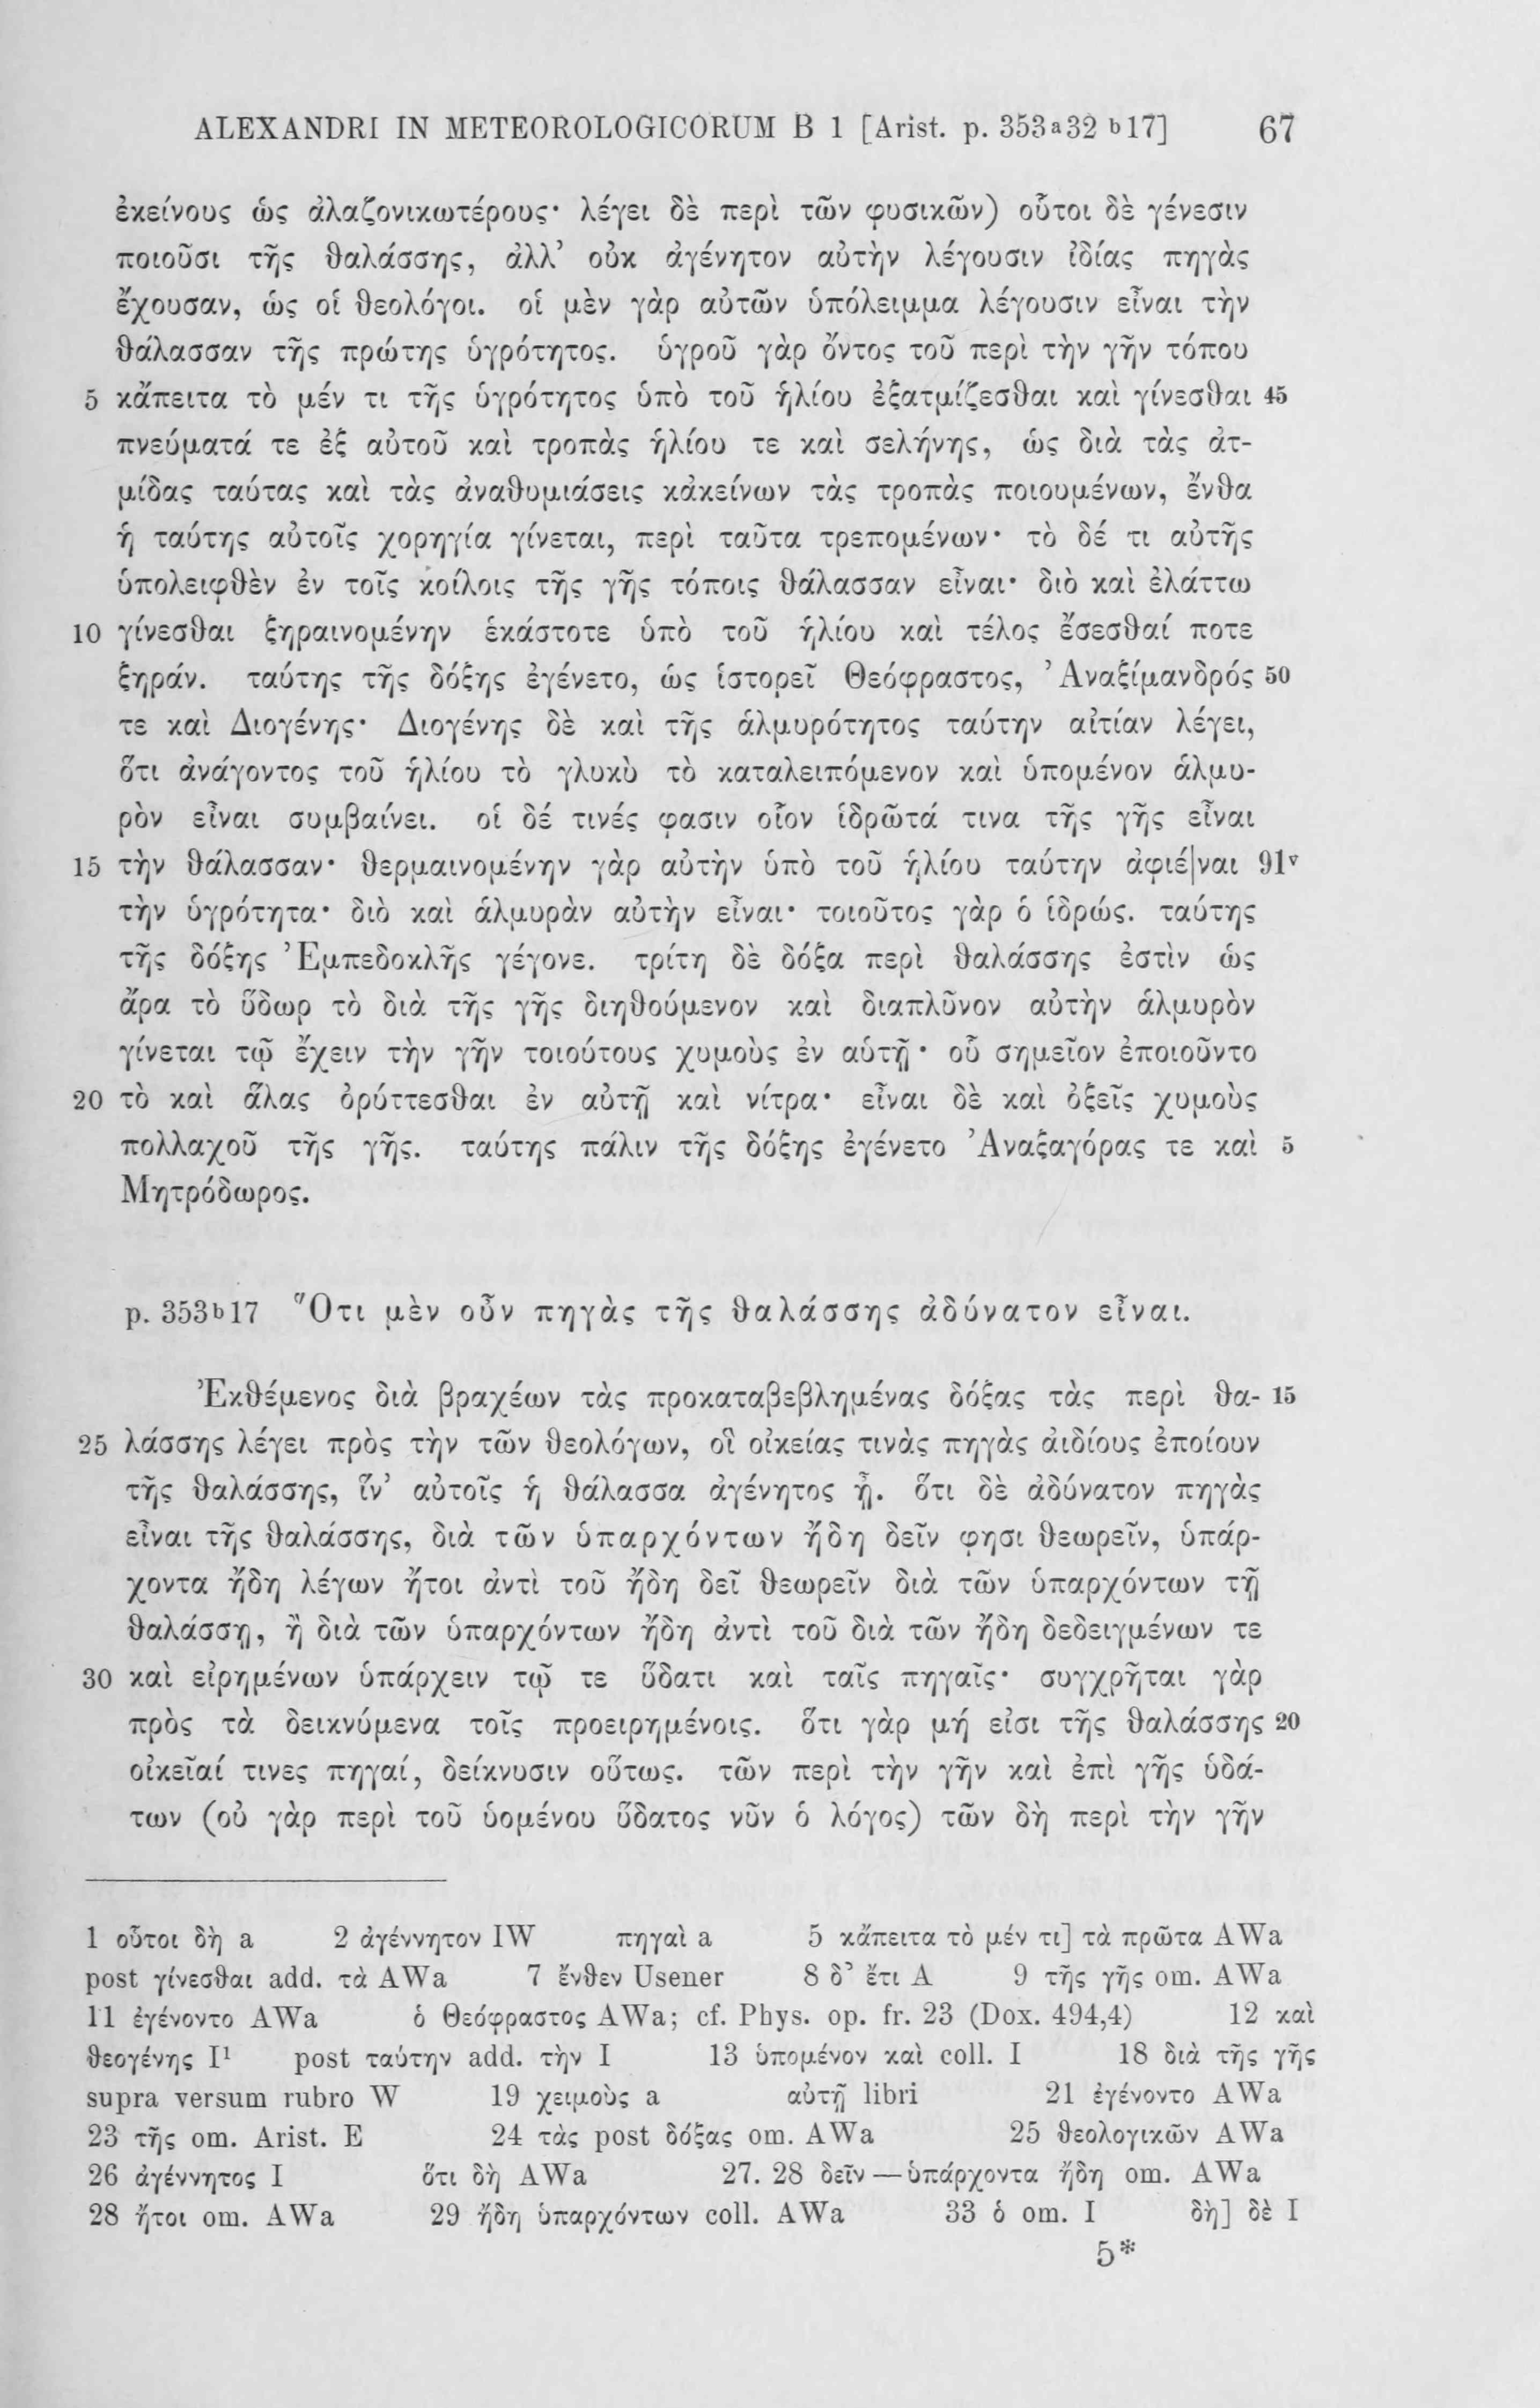 ALEXANDRI IN METEOROLOGICORUM B 1 [Arist. p. 353a32 b17] 67
ἐκείνους ὡς ἀλαζονικωτέρους· λέγει δὲ περὶ τῶν φυσικῶν) οὗτοι δὲ γένεσιν
ποιοῦσι τῆς θαλάσσης, ἀλλ’ οὐκ ἀγένητον αὐτὴν λέγουσιν ἰδίας πηγὰς
ἔχουσαν, ὡς οἱ θεολόγοι. οἱ μὲν γὰρ αὐτῶν ὑπόλειμμα λέγουσιν εἶναι τὴν
θάλασσαν τῆς πρώτης ὑγρότητος. ὑγροῦ γὰρ ὄντος τοῦ περὶ τὴν γῆν τόπου
5 κἄπειτα τὸ μέν τι τῆς ὑγρότητος ὑπὸ τοῦ ἡλίου ἐξατμίζεσθαι καὶ γίνεσθαι 45
πνεύματά τε ἐξ αὐτοῦ καὶ τροπὰς ἡλίου τε καὶ σελήνης, ὡς διὰ τὰς ἀτ-
μίδας ταύτας καὶ τὰς ἀναθυμιάσεις κἀκείνων τὰς τροπὰς ποιουμένων, ἔνθα
ἡ ταύτης αὐτοῖς χορηγία γίνεται, περὶ ταῦτα τρεπομένων· τὸ δέ τι αὐτῆς
ὑπολειφθὲν ἐν τοῖς κοίλοις τῆς γῆς τόποις θάλασσαν εἶναι· διὸ καὶ ἐλάττω
10 γίνεσθαι ξηραινομένην ἑκάστοτε ὑπὸ τοῦ ἡλίου καὶ τέλος ἔσεσθαί ποτε
ξηράν. ταύτης τῆς δόξης ἐγένετο, ὡς ἱστορεῖ Θεόφραστος, Ἀναξίμανδρός 50
τε καὶ Διογένης· Διογένης δὲ καὶ τῆς ἁλμυρότητος ταύτην αἰτίαν λέγει,
ὅτι ἀνάγοντος τοῦ ἡλίου τὸ γλυκὺ τὸ καταλειπόμενον καὶ ὑπομένον ἁλμυ-
ρὸν εἶναι συμβαίνει. οἱ δέ τινές φασιν οἷον ἱδρῶτά τινα τῆς γῆς εἶναι
15 τὴν θάλασσαν· θερμαινομένην γὰρ αὐτὴν ὑπὸ τοῦ ἡλίου ταύτην ἀφιέ|ναι 91v
τὴν ὑγρότητα· διὸ καὶ ἁλμυρὰν αὐτὴν εἶναι· τοιοῦτος γὰρ ὁ ἱδρώς. ταύτης
τῆς δόξης Ἐμπεδοκλῆς γέγονε. τρίτη δὲ δόξα περὶ θαλάσσης ἐστὶν ὡς
ἄρα τὸ ὕδωρ τὸ διὰ τῆς γῆς διηθούμενον καὶ διαπλῦνον αὐτὴν ἁλμυρὸν
γίνεται τῷ ἔχειν τὴν γῆν τοιούτους χυμοὺς ἐν αὑτῇ· οὗ σημεῖον ἐποιοῦντο
20 τὸ καὶ ἅλας ὀρύττεσθαι ἐν αὐτῇ καὶ νίτρα· εἶναι δὲ καὶ ὀξεῖς χυμοὺς
πολλαχοῦ τῆς γῆς. ταύτης πάλιν τῆς δόξης ἐγένετο Ἀναξαγόρας τε καὶ 5
Μητρόδωρος.
p. 353b17 Ὅτι μὲν οὖν πηγὰς τῆς θαλάσσης ἀδύνατον εἶναι.
Ἐκθέμενος διὰ βραχέων τὰς προκαταβεβλημένας δόξας τὰς περὶ θα- 15
25 λάσσης λέγει πρὸς τὴν τῶν θεολόγων, οἳ οἰκείας τινὰς πηγὰς ἀιδίους ἐποίουν
τῆς θαλάσσης, ἵν’ αὐτοῖς ἡ θάλασσα ἀγένητος ᾖ. ὅτι δὲ ἀδύνατον πηγὰς
εἶναι τῆς θαλάσσης, διὰ τῶν ὑπαρχόντων ἤδη δεῖν φησι θεωρεῖν, ὑπάρ-
χοντα ἤδη λέγων ἤτοι ἀντὶ τοῦ ἤδη δεῖ θεωρεῖν διὰ τῶν ὑπαρχόντων τῇ
θαλάσσῃ, ἢ διὰ τῶν ὑπαρχόντων ἤδη ἀντὶ τοῦ διὰ τῶν ἤδη δεδειγμένων τε
30 καὶ εἰρημένων ὑπάρχειν τῷ τε ὕδατι καὶ ταῖς πηγαῖς· συγχρῆται γὰρ
πρὸς τὰ δεικνύμενα τοῖς προειρημένοις. ὅτι γὰρ μή εἰσι τῆς θαλάσσης 20
οἰκεῖαί τινες πηγαί, δείκνυσιν οὕτως. τῶν περὶ τὴν γῆν καὶ ἐπὶ γῆς ὑδά-
των (οὐ γὰρ περὶ τοῦ ὑομένου ὕδατος νῦν ὁ λόγος) τῶν δὴ περὶ τὴν γῆν
1 οὗτοι δὴ a 2 ἀγέννητον IW πηγαὶ a 5 κἄπειτα τὸ μέν τι] τὰ πρῶτα AWa
post γίνεσθαι add. τὰ AWa 7 ἔνθεν Usener 8 δ’ ἔτι A 9 τῆς γῆς om. AWa
11 ἐγένοντο AWa ὁ Θεόφραστος AWa; cf. Phys. op. fr. 23 (Dox. 494,4) 12 καὶ
θεογένης I¹ post ταύτην add. τὴν I 13 ὑπομένον καὶ coll. I 18 διὰ τῆς γῆς
supra versum rubro W 19 χειμοὺς a αὐτῇ libri 21 ἐγένοντο AWa
23 τῆς om. Arist. E 24 τὰς post δόξας om. AWa 25 θεολογικῶν AWa
26 ἀγέννητος I ὅτι δὴ AWa 27. 28 δεῖν — ὑπάρχοντα ἤδη om. AWa
28 ἤτοι om. AWa 29 ἤδη ὑπαρχόντων coll. AWa 33 ὁ om. I δὴ] δὲ I
5*